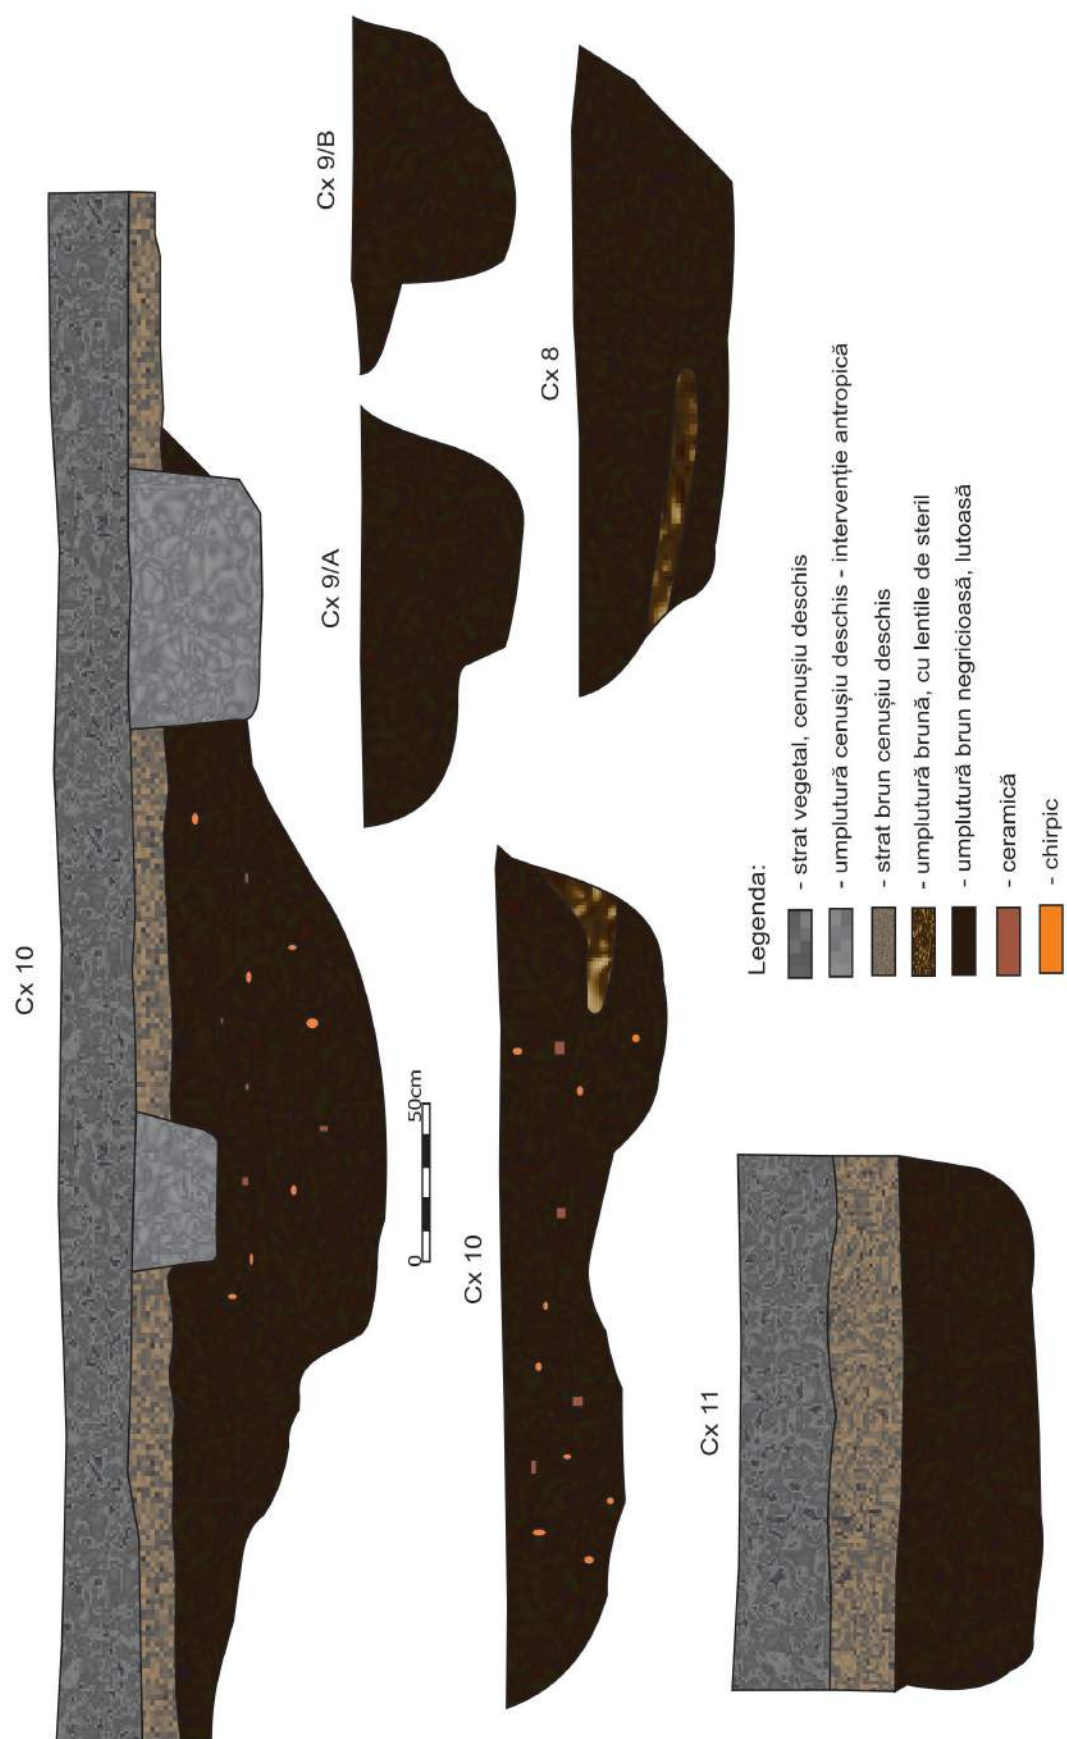 Cx 10
Cx 9/A
Cx 9/B
0
50cm
Cx 10
Cx 8
Cx 11
Legenda:
- strat vegetal, cenușiu deschis
- umplutură cenușiu deschis - intervenție antropică
- strat brun cenușiu deschis
- umplutură brună, cu lentile de steril
- umplutură brun negricioasă, lutoasă
- ceramică
- chirpic